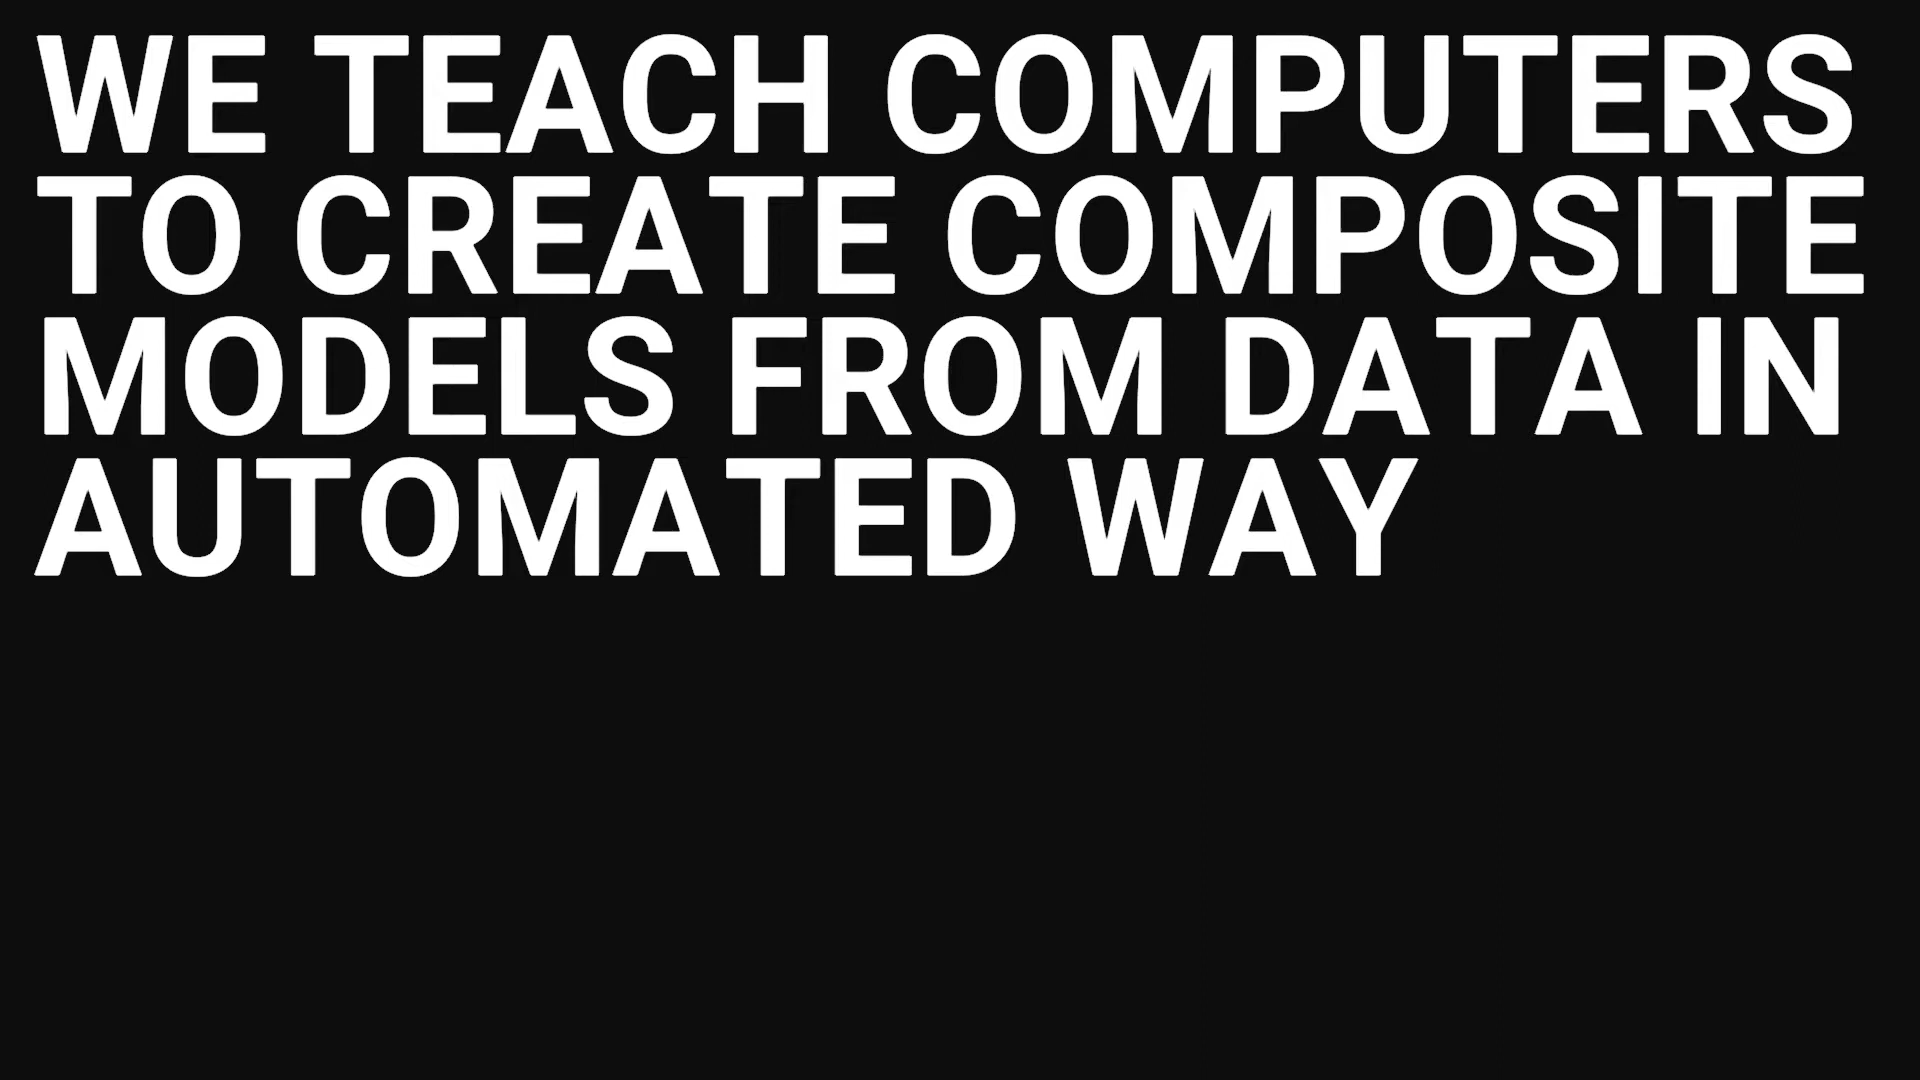 WE TEACH COMPUTERS
TO CREATE COMPOSITE
MODELS FROM DATA IN
AUTOMATED WAY